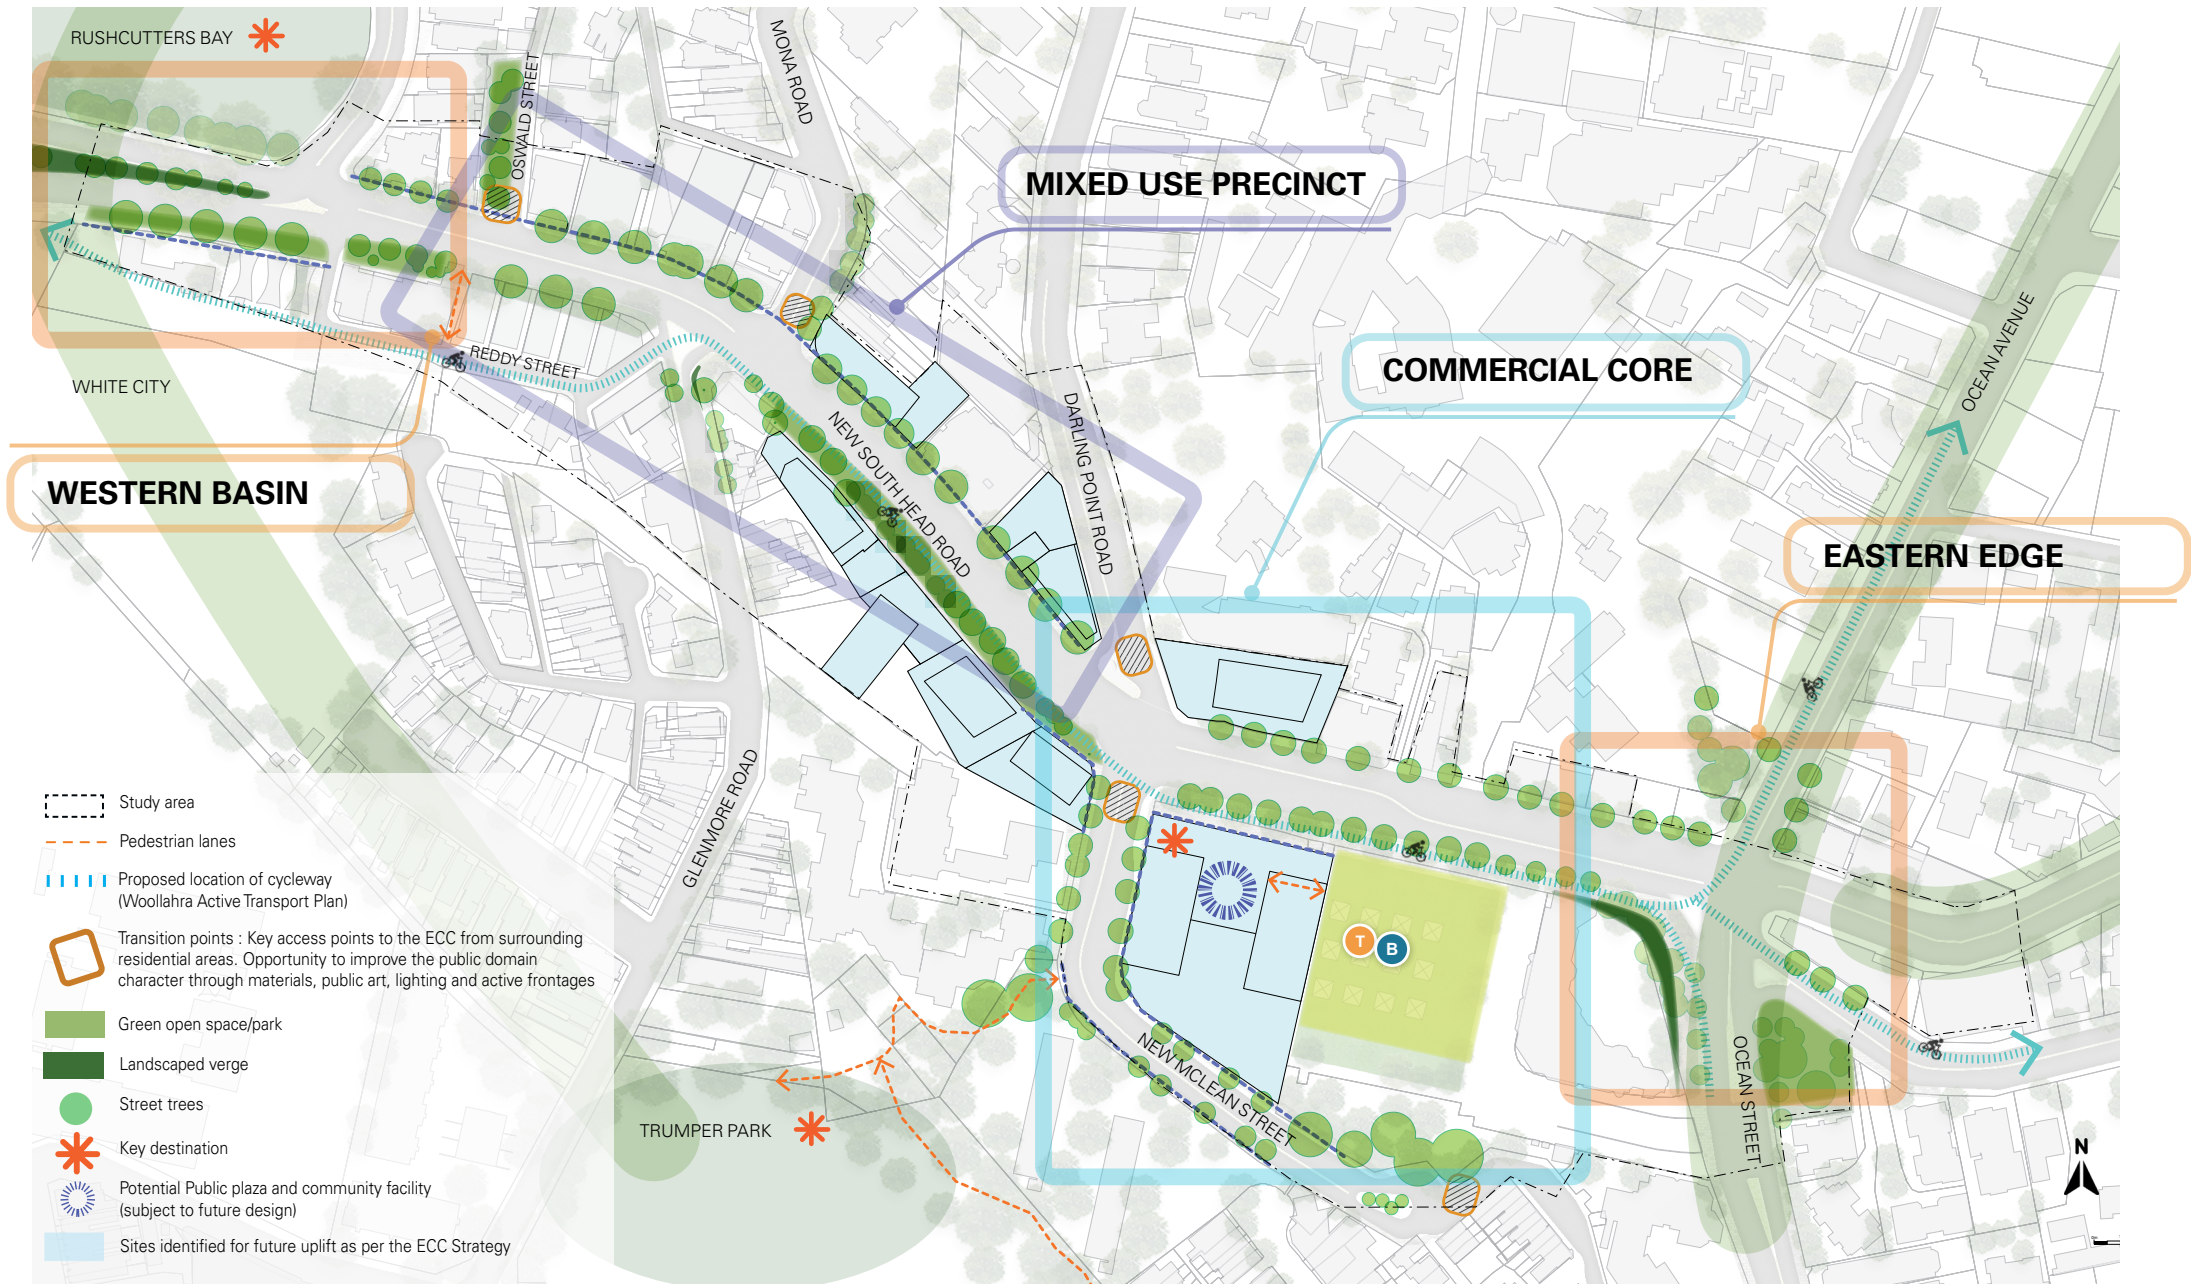 RUSHCUTTERS BAY
OSWALD STREET
MONA ROAD
MIXED USE PRECINCT
OCEAN AVENUE
REDDY STREET
COMMERCIAL CORE
WHITE CITY
DARLING POINT ROAD
NEW SOUTH HEAD ROAD
WESTERN BASIN
EASTERN EDGE
GLENMORE ROAD
T
B
NEW MCLEAN STREET
OCEAN STREET
TRUMPER PARK
N
Study area
Pedestrian lanes
Proposed location of cycleway
(Woollahra Active Transport Plan)
Transition points : Key access points to the ECC from surrounding
residential areas. Opportunity to improve the public domain
character through materials, public art, lighting and active frontages
Green open space/park
Landscaped verge
Street trees
Key destination
Potential Public plaza and community facility
(subject to future design)
Sites identified for future uplift as per the ECC Strategy